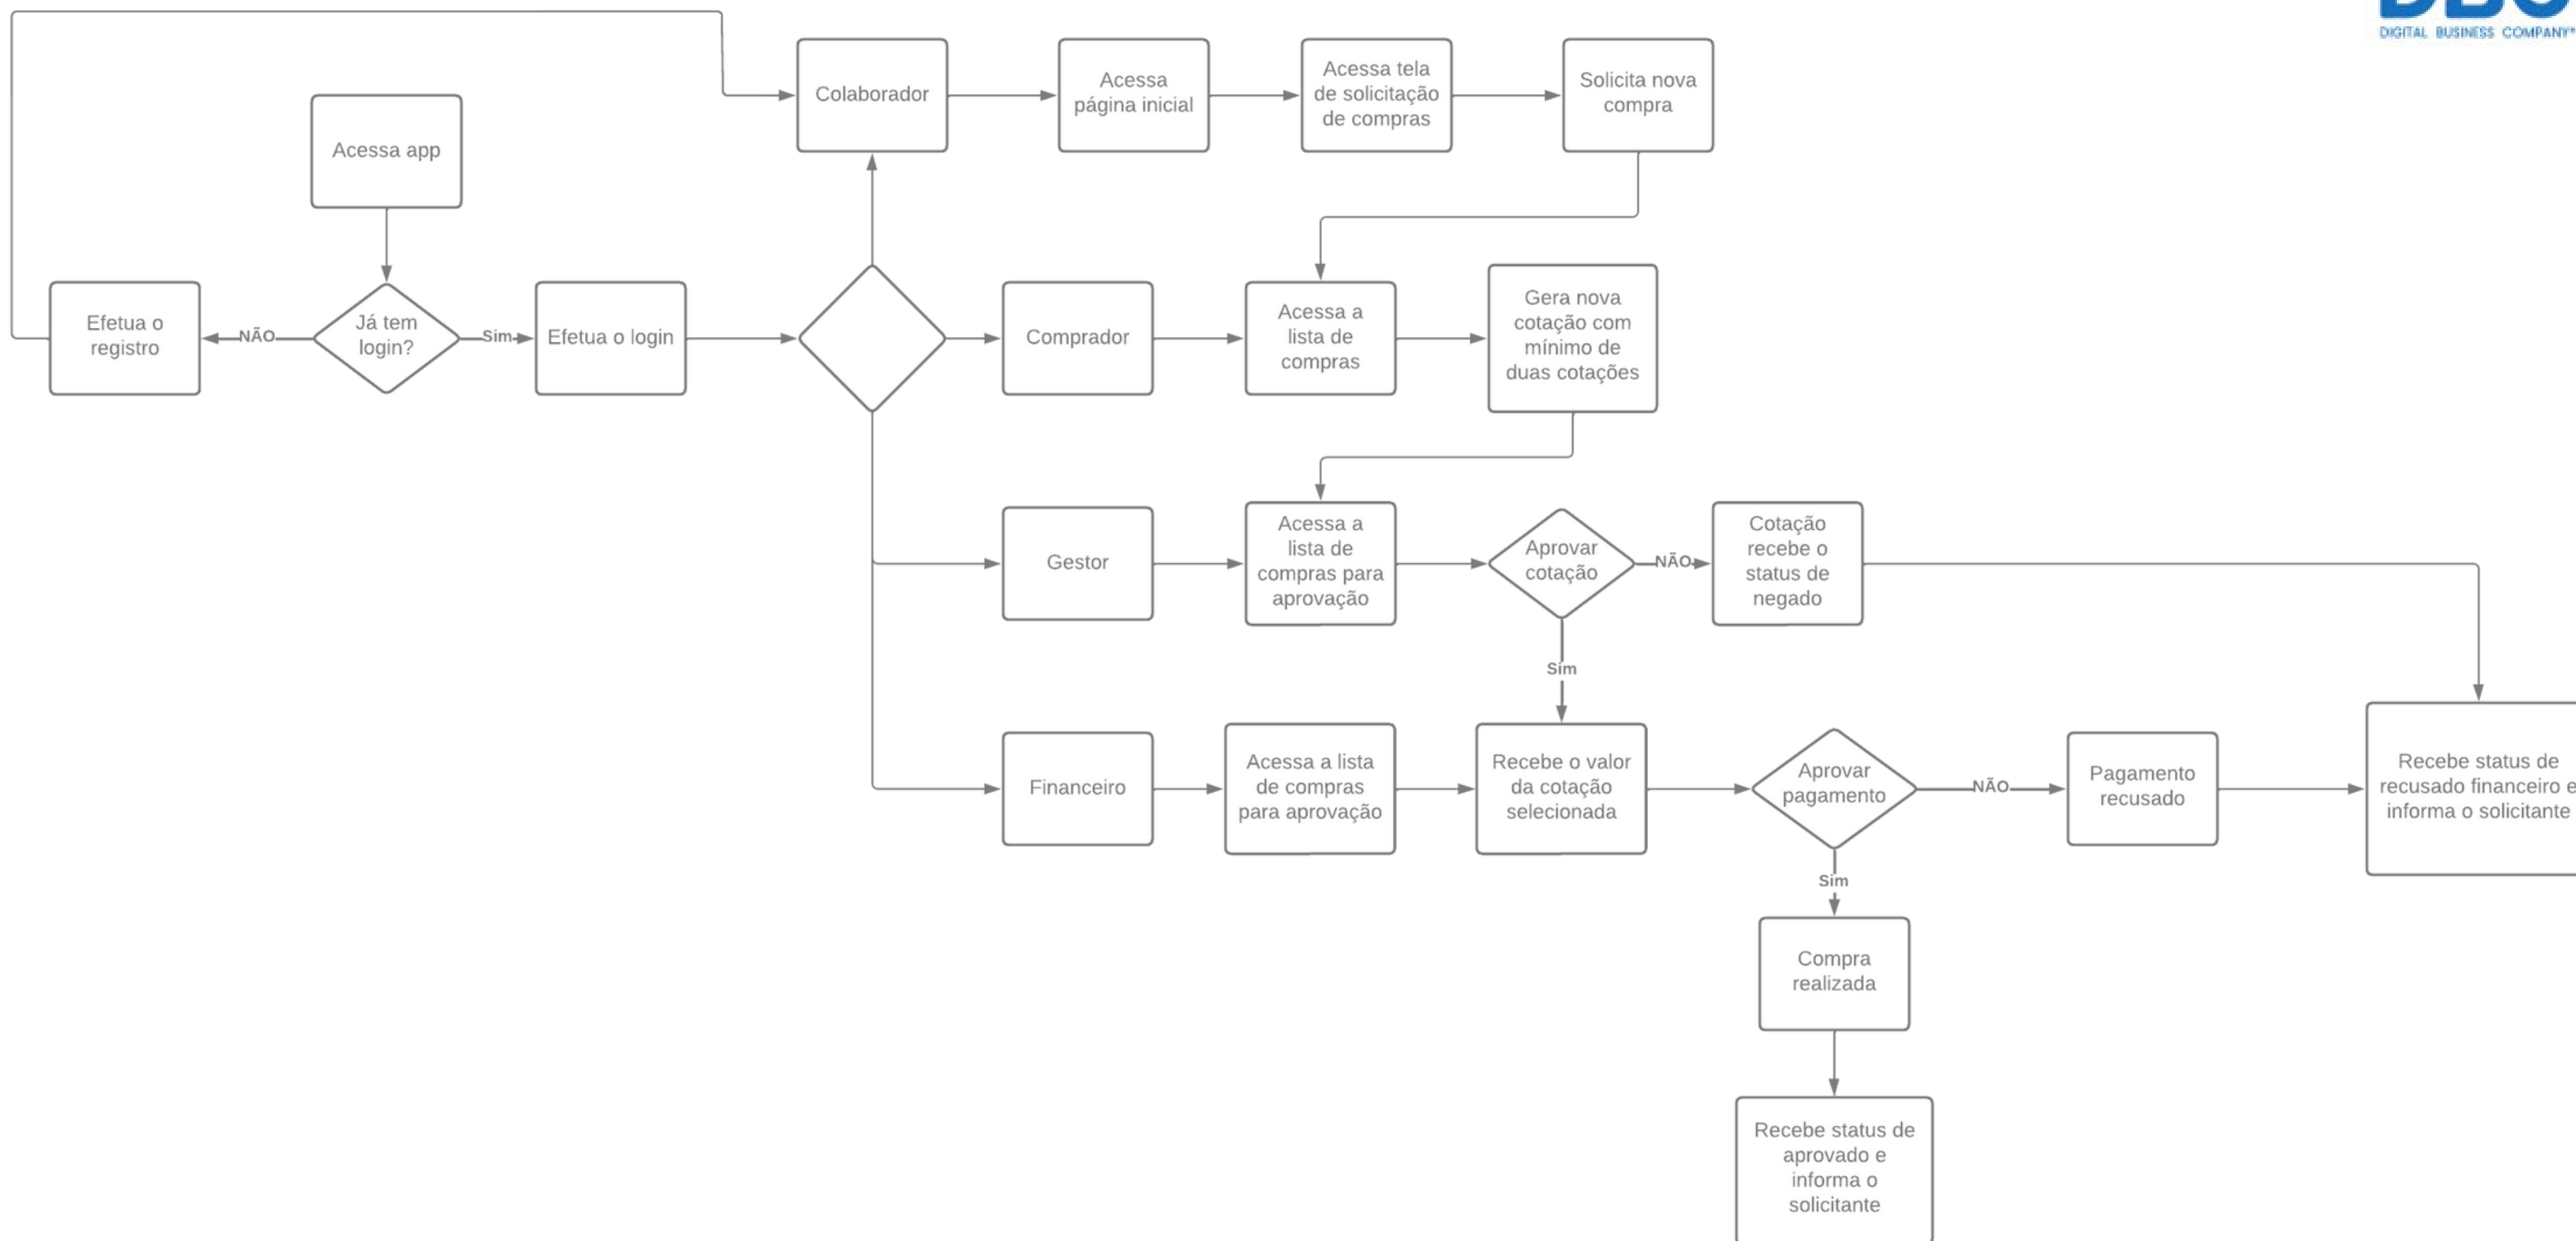 DBC
DIGITAL BUSINESS COMPANY®
Colaborador
Acessa
página inicial
Acessa tela
de solicitação
de compras
Solicita nova
compra
Acessa app
Efetua o
registro
NÃO
Já tem
login?
Sim
Efetua o login
Comprador
Acessa a
lista de
compras
Gera nova
cotação com
mínimo de
duas cotações
Gestor
Acessa a
lista de
compras para
aprovação
Aprovar
cotação
NÃO
Cotação
recebe o
status de
negado
Sim
Financeiro
Acessa a lista
de compras
para aprovação
Recebe o valor
da cotação
selecionada
Aprovar
pagamento
NÃO
Pagamento
recusado
Recebe status de
recusado financeiro e
informa o solicitante
Sim
Compra
realizada
Recebe status de
aprovado e
informa o
solicitante